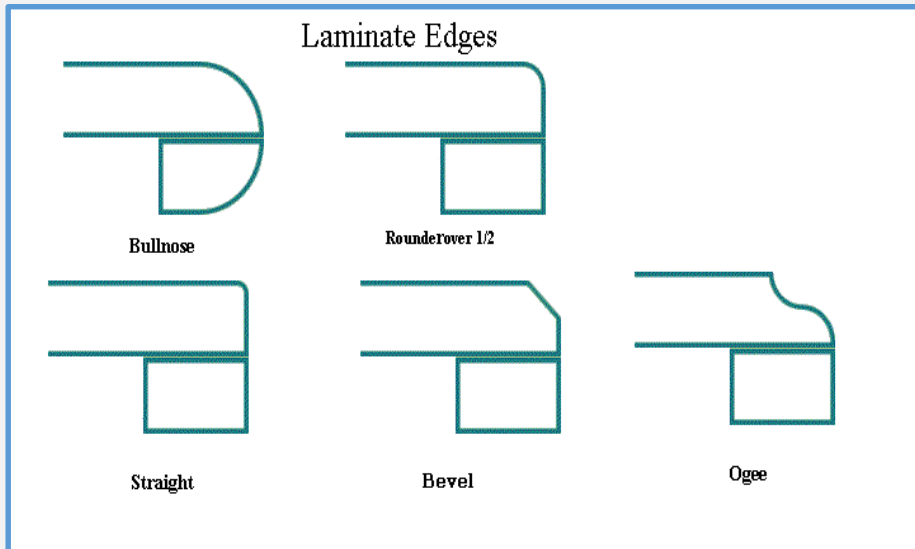 Laminate Edges
Bullnose
Rounderover 1/2
Straight
Bevel
Ogee